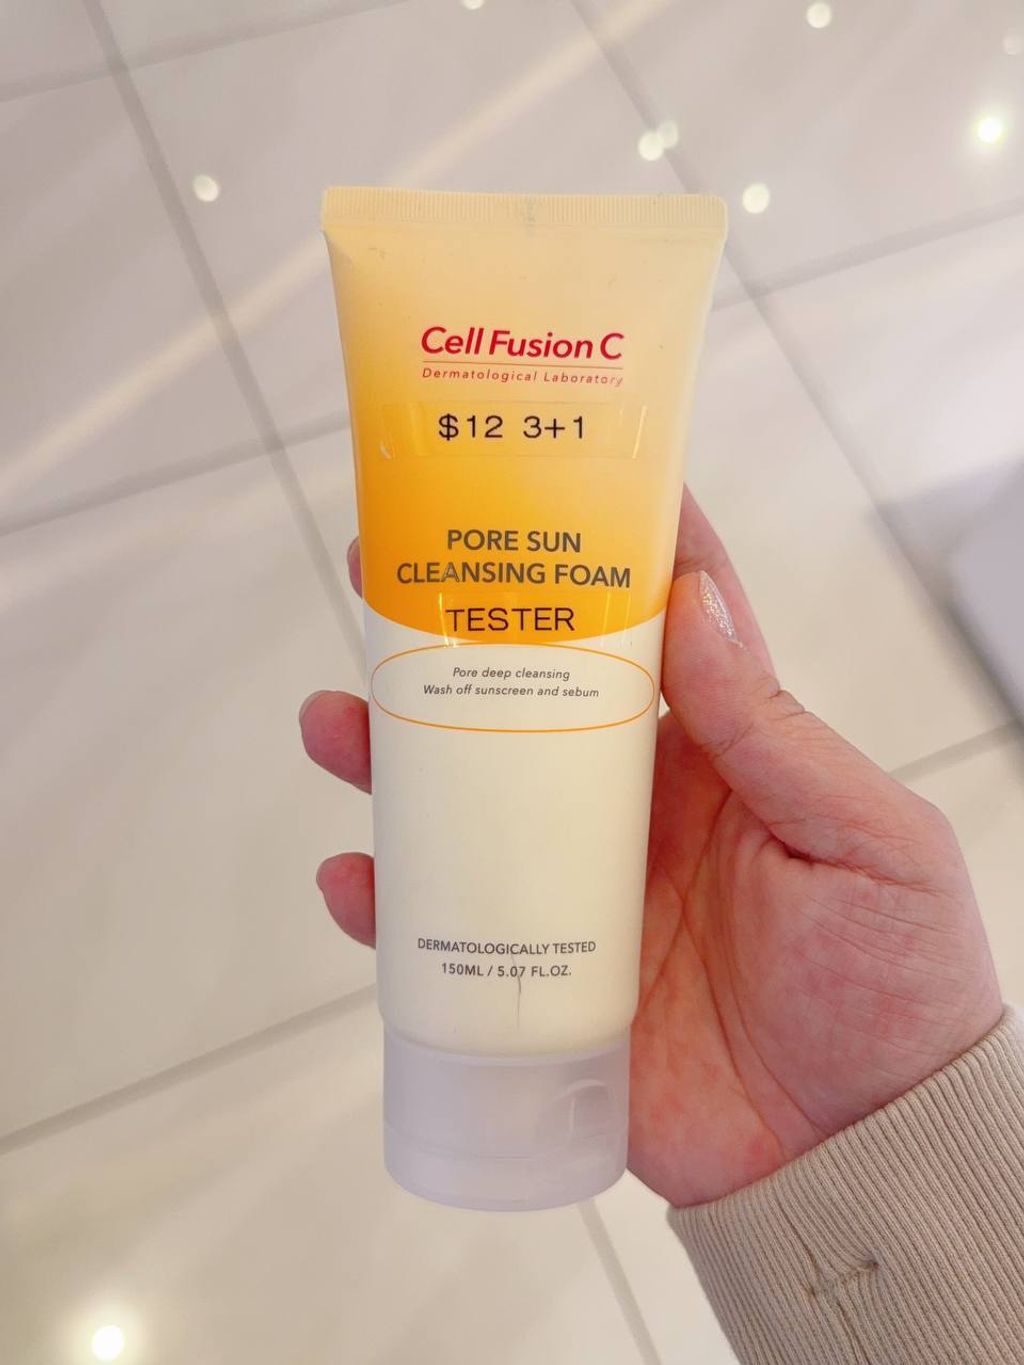 Cell Fusion C
Dermatological Laboratory
$12 3+1
PORE SUN
CLEANSING FOAM
TESTER
Pore deep cleansing
Wash off sunscreen and sebum
DERMATOLOGICALLY TESTED
150ML / 5.07 FL.OZ.